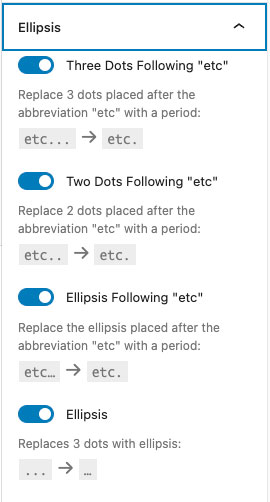 Ellipsis
Three Dots Following "etc"
Replace 3 dots placed after the
abbreviation "etc" with a period:
etc... → etc.
Two Dots Following "etc"
Replace 2 dots placed after the
abbreviation "etc" with a period:
etc.. → etc.
Ellipsis Following "etc"
Replace the ellipsis placed after the
abbreviation "etc" with a period:
etc… → etc.
Ellipsis
Replaces 3 dots with ellipsis:
... → …